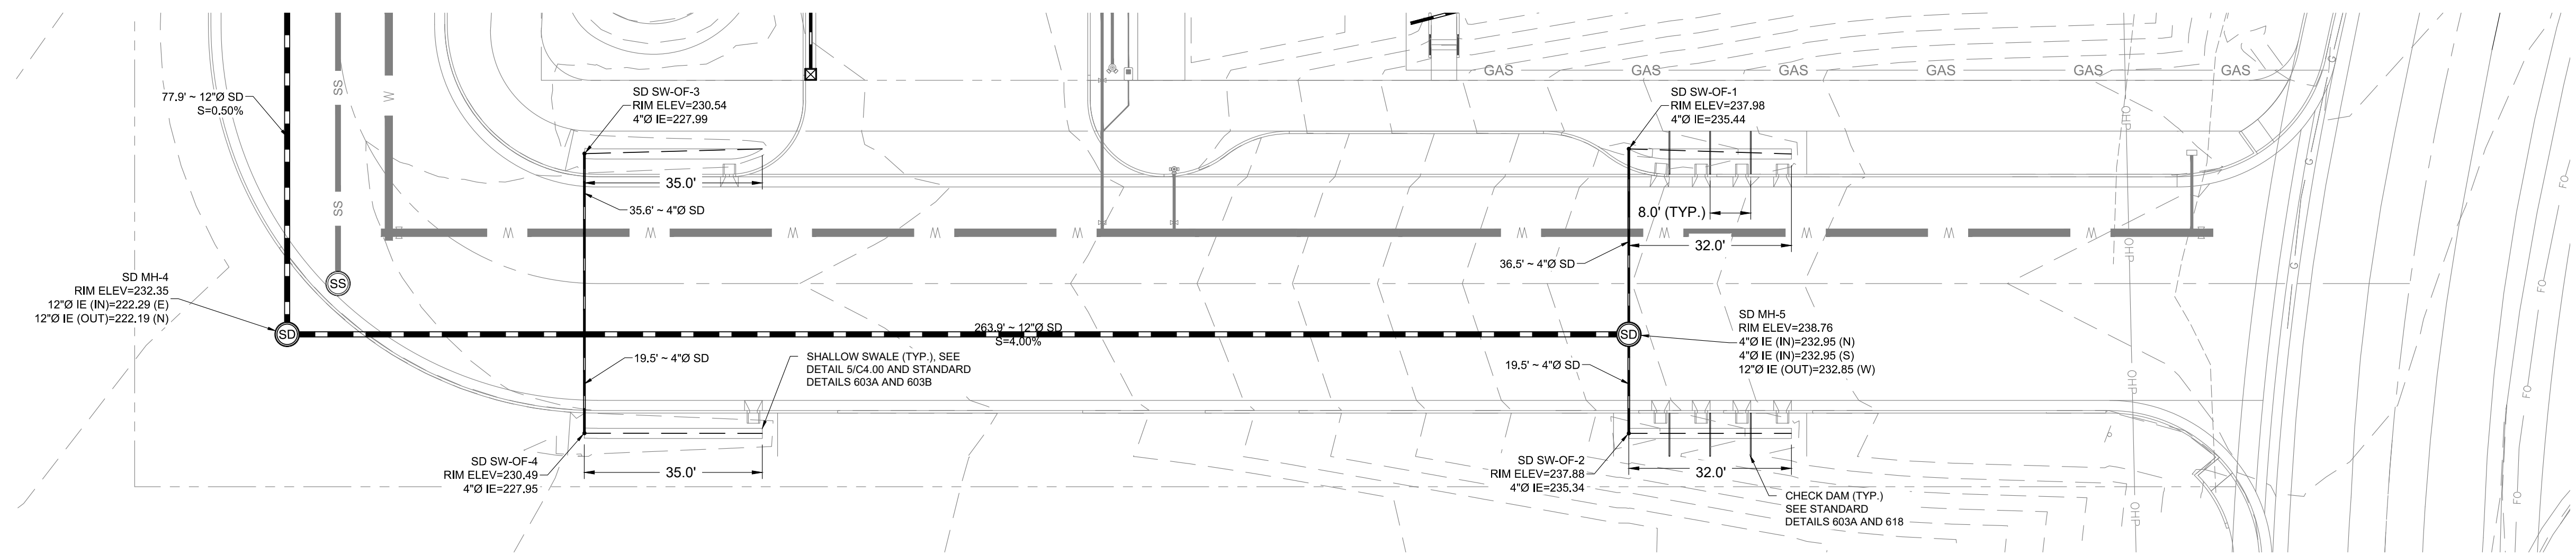 GAS GAS GAS GAS GAS GAS
77.9' ~ 12"Ø SD
S=0.50%
SS
SS
W
SD SW-OF-3
RIM ELEV=230.54
4"Ø IE=227.99
SD SW-OF-1
RIM ELEV=237.98
4"Ø IE=235.44
OHP
G
G
G
FO
FO
FO
FO
FO
35.0'
35.6' ~ 4"Ø SD
8.0' (TYP.)
W W W W W W W W W W
32.0'
OHP
36.5' ~ 4"Ø SD
SD MH-4
RIM ELEV=232.35
12"Ø IE (IN)=222.29 (E)
12"Ø IE (OUT)=222.19 (N)
SS
SD
263.9' ~ 12"Ø SD
S=4.00%
SD
SD MH-5
RIM ELEV=238.76
4"Ø IE (IN)=232.95 (N)
4"Ø IE (IN)=232.95 (S)
12"Ø IE (OUT)=232.85 (W)
OHP
19.5' ~ 4"Ø SD
SHALLOW SWALE (TYP.), SEE
DETAIL 5/C4.00 AND STANDARD
DETAILS 603A AND 603B
19.5' ~ 4"Ø SD
SD SW-OF-4
RIM ELEV=230.49
4"Ø IE=227.95
35.0'
SD SW-OF-2
RIM ELEV=237.88
4"Ø IE=235.34
32.0'
CHECK DAM (TYP.)
SEE STANDARD
DETAILS 603A AND 618
OHP
OHP